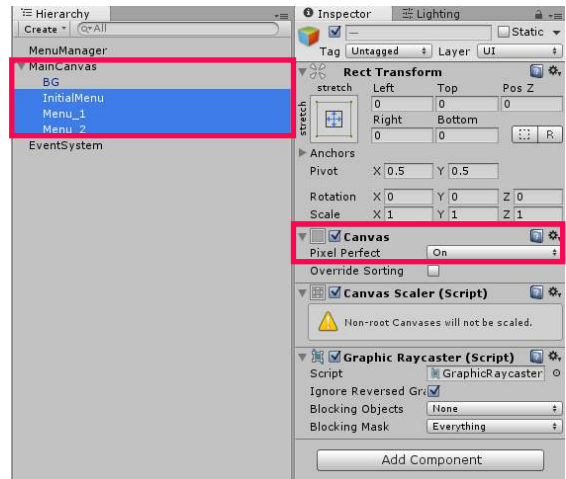 Hierarchy
Create
All
MenuManager
MainCanvas
BG
InitialMenu
Menu_1
Menu_2
EventSystem
Inspector
Lighting
—
Static
Tag Untagged Layer UI
Rect Transform
stretch Left Top Pos Z
stretch
0 0 0
Right Bottom
0 0 R
Anchors
Pivot X 0.5 Y 0.5
Rotation X 0 Y 0 Z 0
Scale X 1 Y 1 Z 1
Canvas
Pixel Perfect On
Override Sorting
Canvas Scaler (Script)
Non-root Canvases will not be scaled.
Graphic Raycaster (Script)
Script GraphicRaycaster
Ignore Reversed Gra
Blocking Objects None
Blocking Mask Everything
Add Component